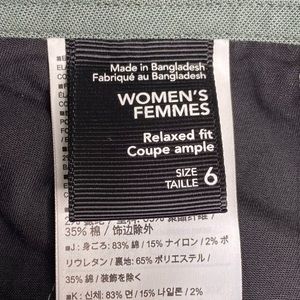 Made in Bangladesh
Fabriqué au Bangladesh
WOMEN'S
FEMMES
Relaxed fit
Coupe ample
SIZE
TAILLE 6
35% 棉 / 饰边除外
■J : 身ごろ: 83% 綿 / 15% ナイロン / 2% ポ
リウレタン / 裏地: 65% ポリエステル /
35% 綿 / 装飾を除く
■K : 신체: 83% 면 / 15% 나일론 / 2%